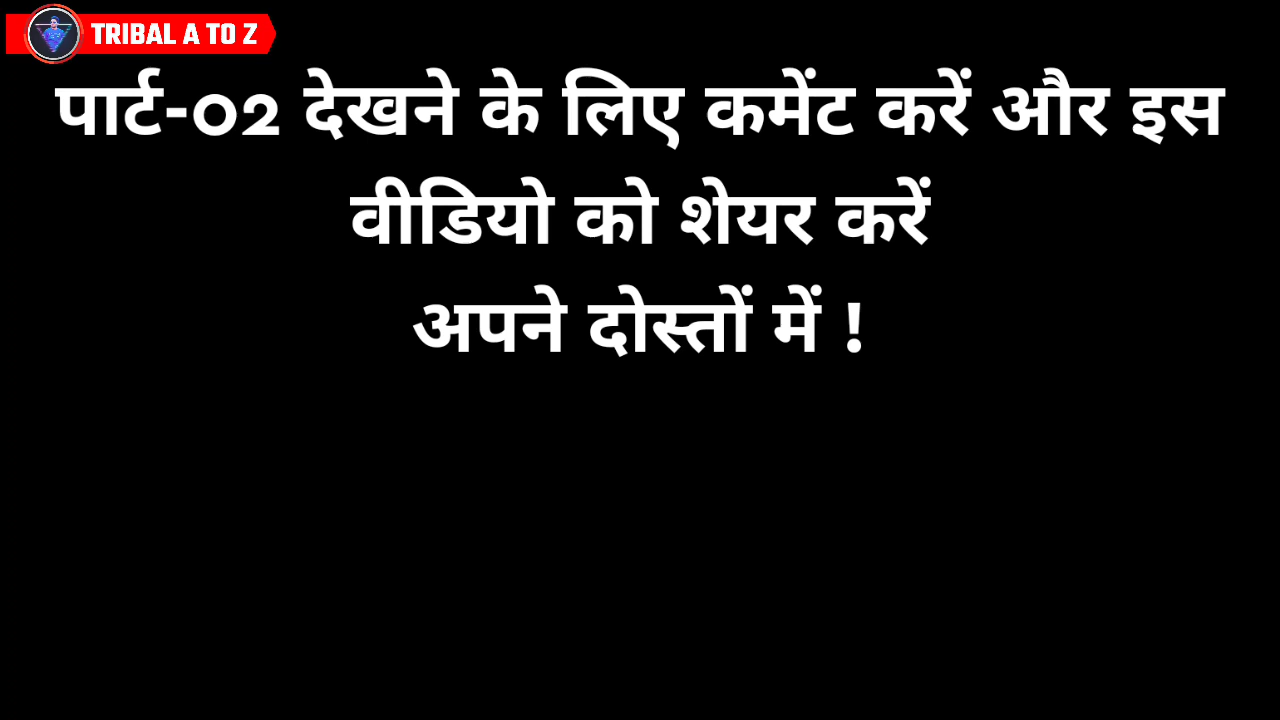 TRIBAL A TO Z
पार्ट-02 देखने के लिए कमेंट करें और इस
वीडियो को शेयर करें
अपने दोस्तों में !